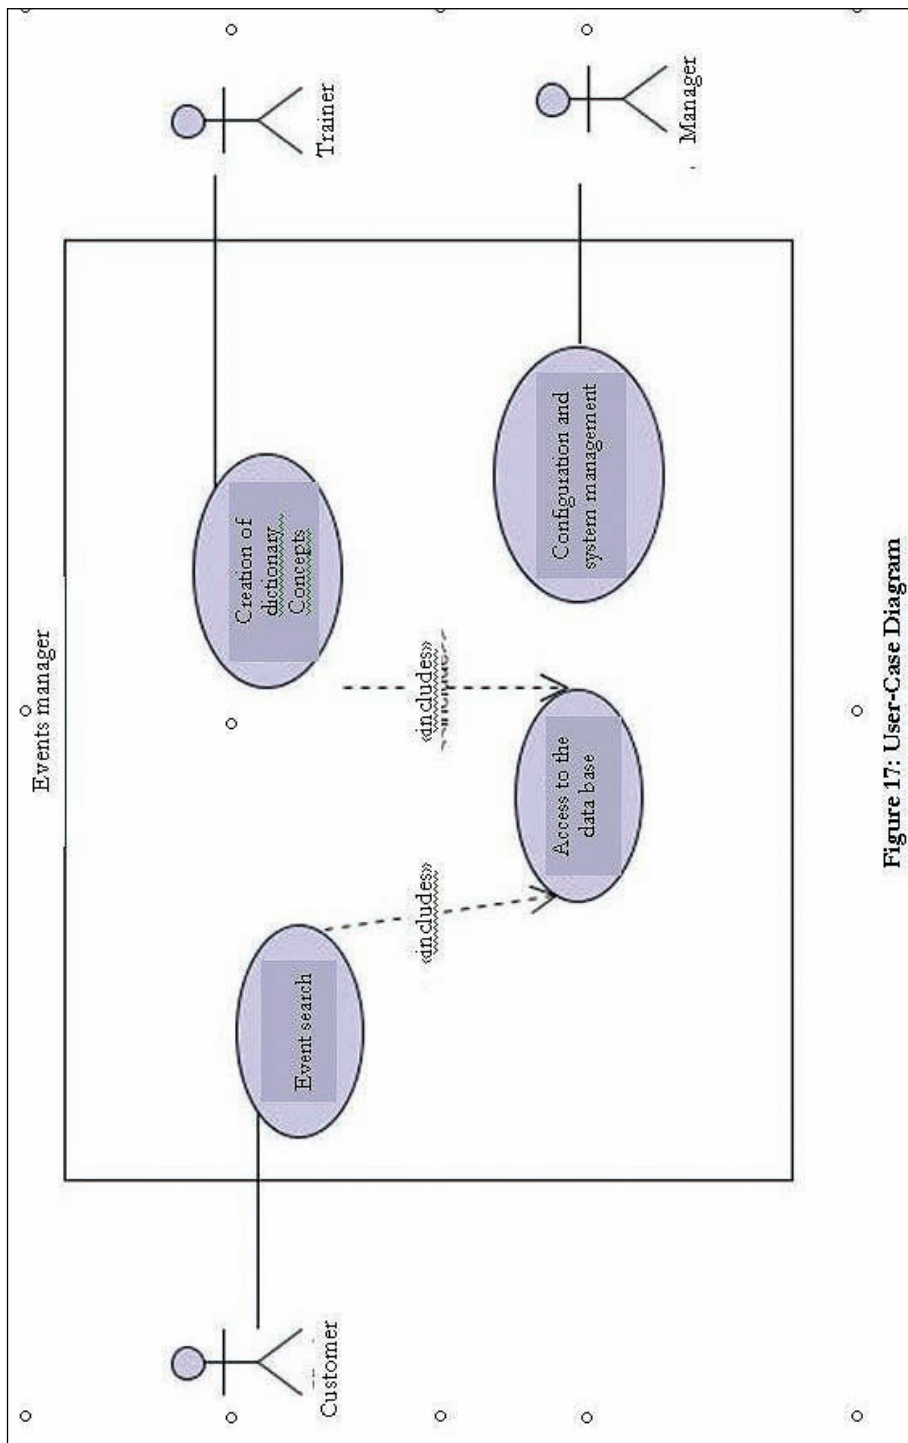 Events manager
Customer
Trainer
Manager
Event search
Creation of
dictionary
Concepts
«includes»
«includes»
Access to the
data base
Configuration and
system management
Figure 17: User-Case Diagram